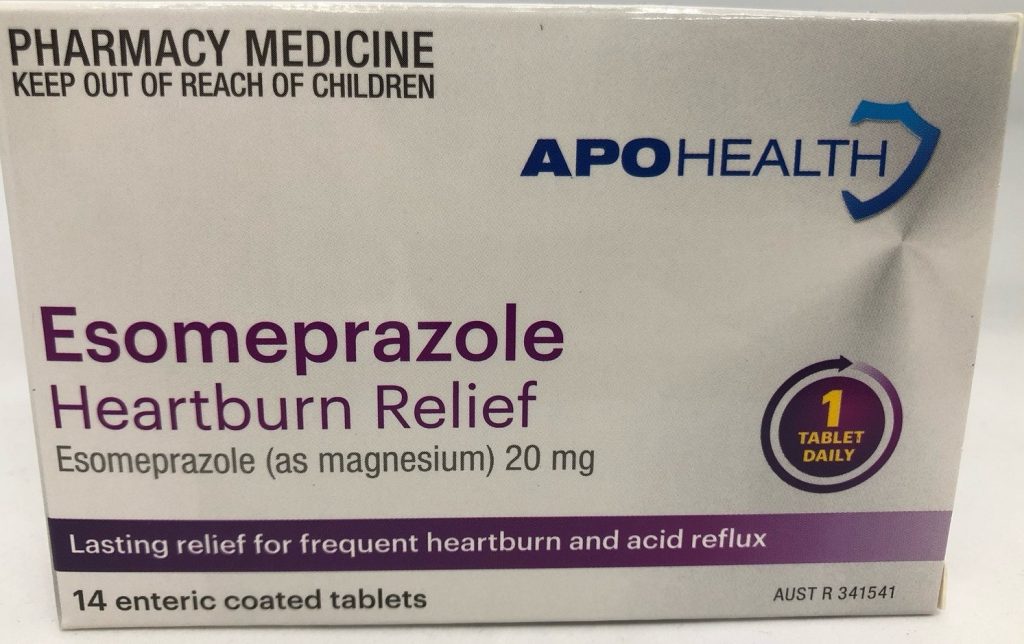 PHARMACY MEDICINE
KEEP OUT OF REACH OF CHILDREN
APOHEALTH
Esomeprazole
Heartburn Relief
Esomeprazole (as magnesium) 20 mg
1
TABLET
DAILY
Lasting relief for frequent heartburn and acid reflux
14 enteric coated tablets
AUST R 341541